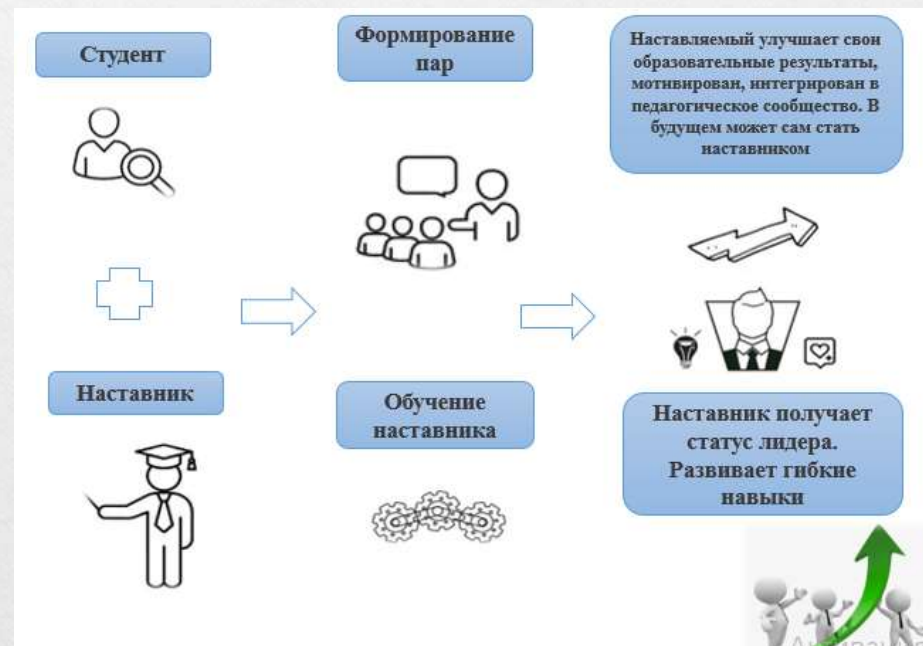 Студент
Формирование
пар
Наставляемый улучшает свои
образовательные результаты,
мотивирован, интегрирован в
педагогическое сообщество. В
будущем может сам стать
наставником
Наставник
Обучение
наставника
Наставник получает
статус лидера.
Развивает гибкие
навыки